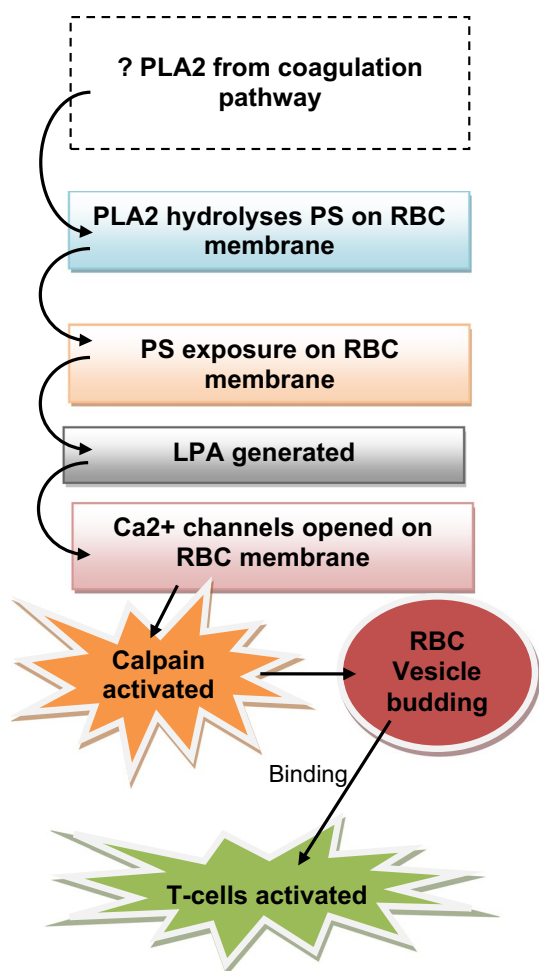 ? PLA2 from coagulation
pathway
PLA2 hydrolyses PS on RBC
membrane
PS exposure on RBC
membrane
LPA generated
Ca2+ channels opened on
RBC membrane
Calpain
activated
RBC
Vesicle
budding
Binding
T-cells activated